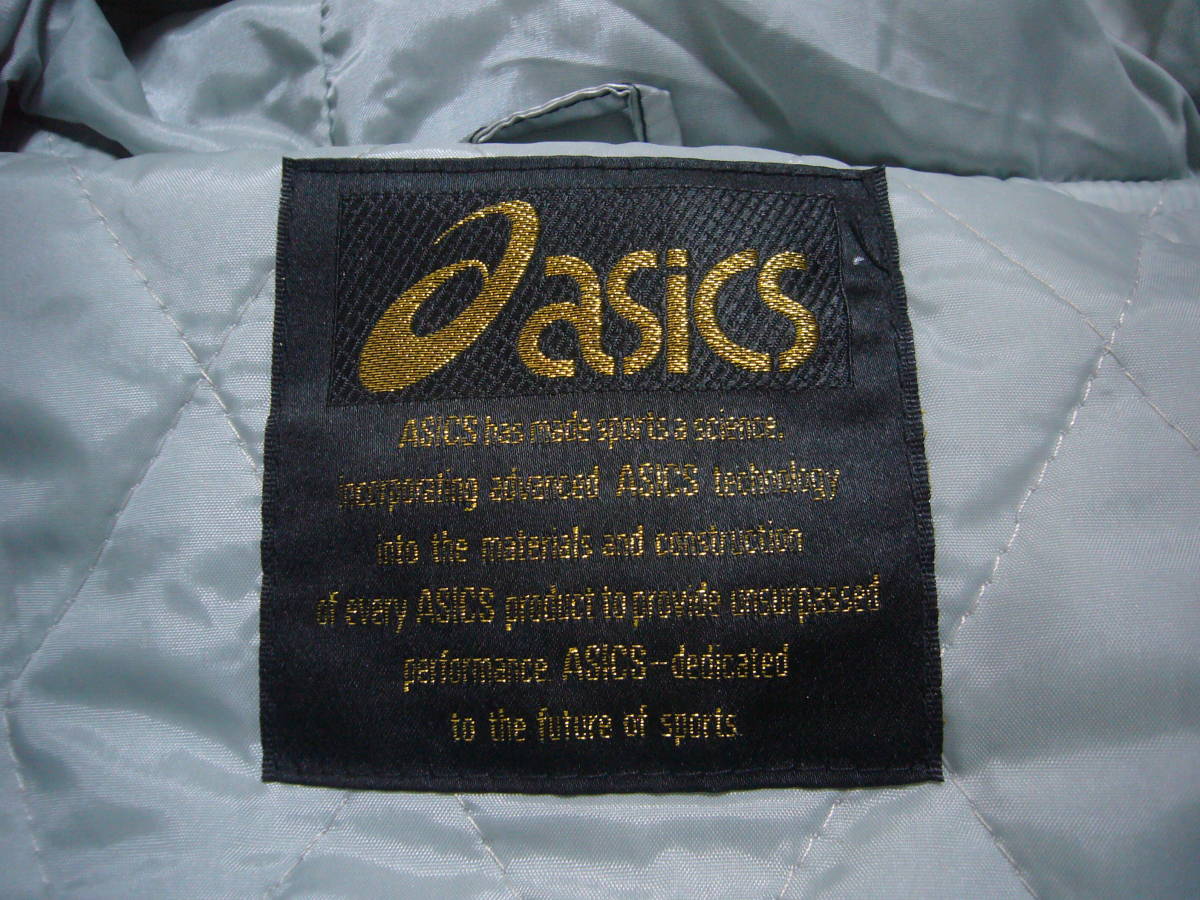 asics
ASICS has made sports a science,
incorporating advanced ASICS technology
into the materials and construction
of every ASICS product to provide unsurpassed
performance. ASICS--dedicated
to the future of sports.